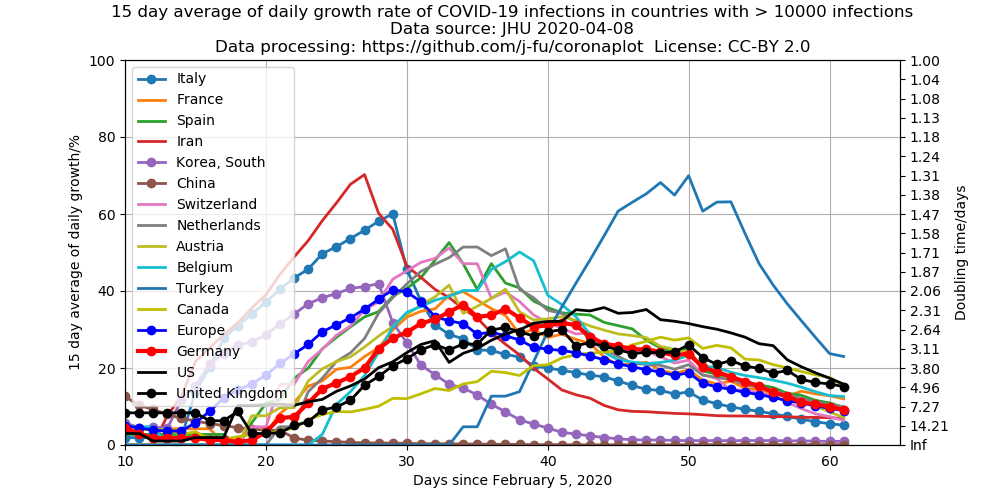 15 day average of daily growth rate of COVID-19 infections in countries with > 10000 infections
Data source: JHU 2020-04-08
Data processing: https://github.com/j-fu/coronaplot  License: CC-BY 2.0
15 day average of daily growth/%
100
80
60
40
20
0
Italy
France
Spain
Iran
Korea, South
China
Switzerland
Netherlands
Austria
Belgium
Turkey
Canada
Europe
Germany
US
United Kingdom
1.00
1.04
1.08
1.13
1.18
1.24
1.31
1.38
1.47
1.58
1.71
1.87
2.06
2.31
2.64
3.11
3.80
4.96
7.27
14.21
Inf
Doubling time/days
10
20
30
40
50
60
Days since February 5, 2020